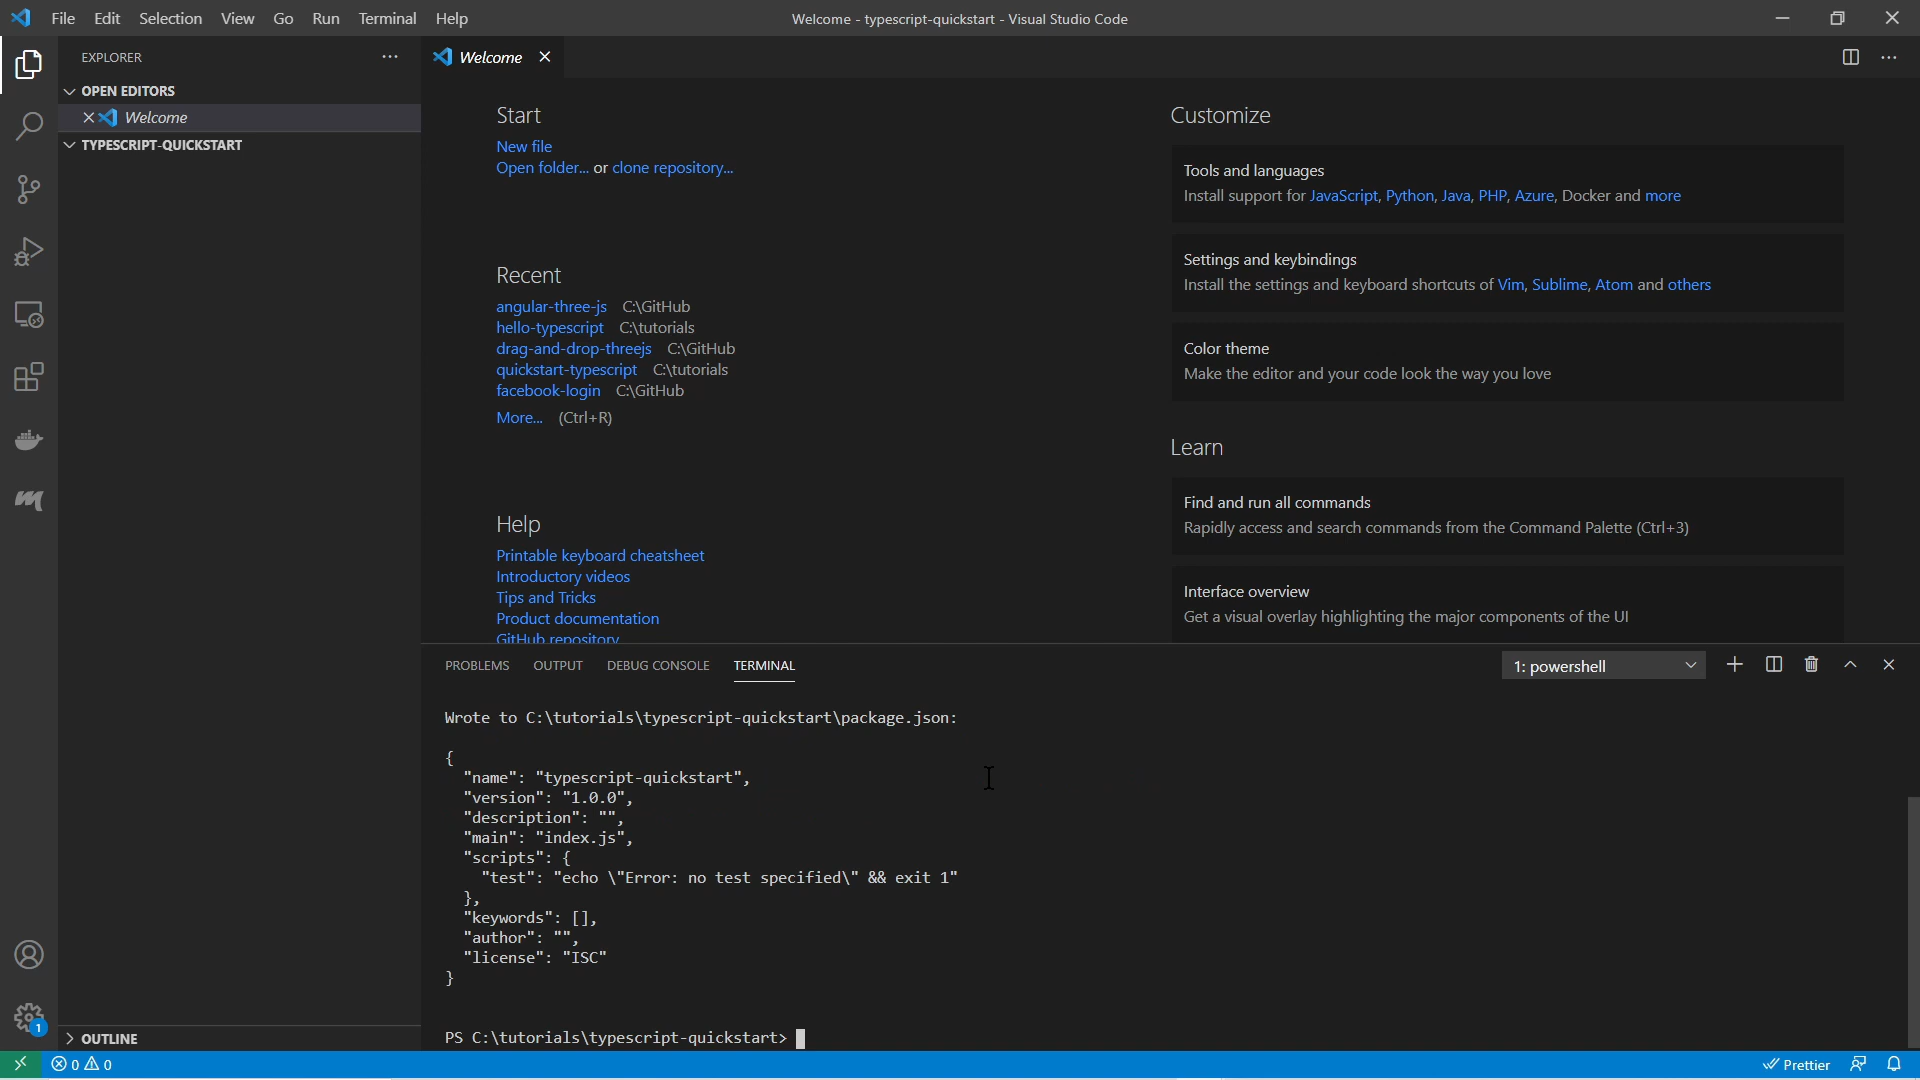 File Edit Selection View Go Run Terminal Help
Welcome - typescript-quickstart - Visual Studio Code
EXPLORER
OPEN EDITORS
Welcome
TYPESCRIPT-QUICKSTART
OUTLINE
Welcome
Start
New file
Open folder... or clone repository...
Recent
angular-three-js C:\GitHub
hello-typescript C:\tutorials
drag-and-drop-threejs C:\GitHub
quickstart-typescript C:\tutorials
facebook-login C:\GitHub
More... (Ctrl+R)
Help
Printable keyboard cheatsheet
Introductory videos
Tips and Tricks
Product documentation
GitHub repository
Customize
Tools and languages
Install support for JavaScript, Python, Java, PHP, Azure, Docker and more
Settings and keybindings
Install the settings and keyboard shortcuts of Vim, Sublime, Atom and others
Color theme
Make the editor and your code look the way you love
Learn
Find and run all commands
Rapidly access and search commands from the Command Palette (Ctrl+3)
Interface overview
Get a visual overlay highlighting the major components of the UI
PROBLEMS OUTPUT DEBUG CONSOLE TERMINAL
1: powershell
Wrote to C:\tutorials\typescript-quickstart\package.json:
{
"name": "typescript-quickstart",
"version": "1.0.0",
"description": "",
"main": "index.js",
"scripts": {
"test": "echo \"Error: no test specified\" && exit 1"
},
"keywords": [],
"author": "",
"license": "ISC"
}
PS C:\tutorials\typescript-quickstart>
1
0 0
Prettier